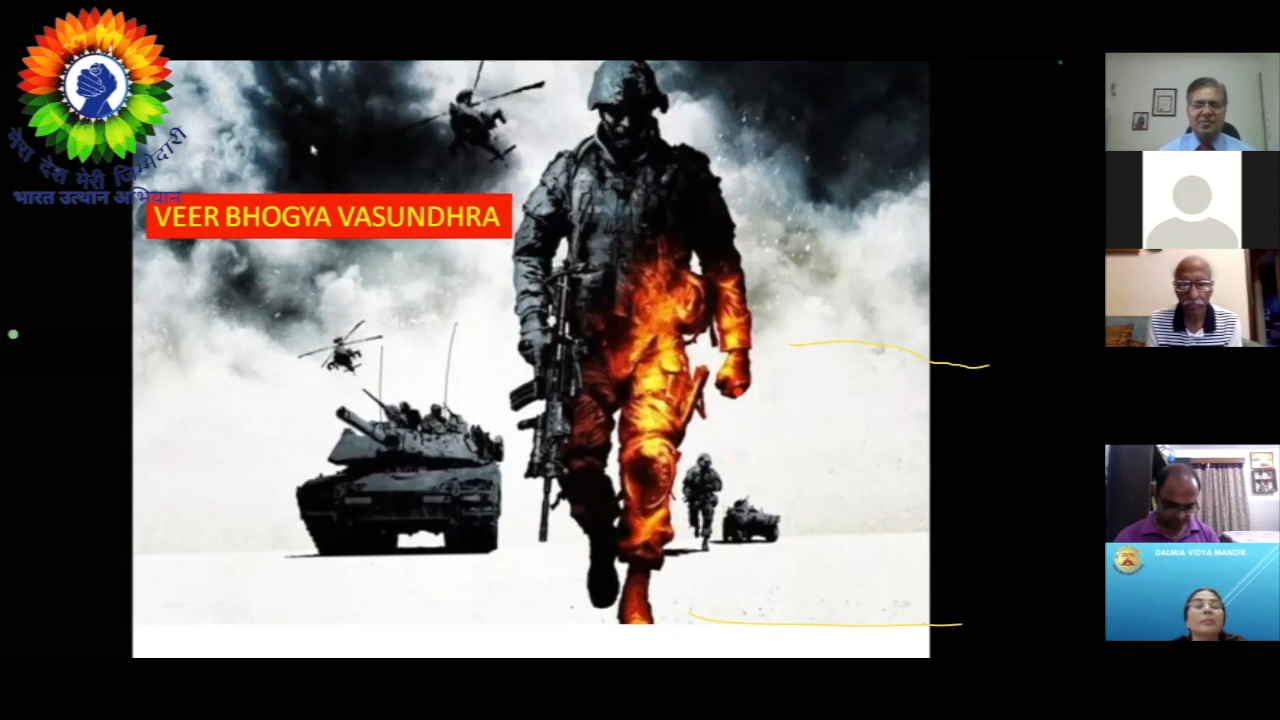 मेरा देश मेरी जिम्मेदारी
भारत उत्थान अभियान
VEER BHOGYA VASUNDHRA
DALMIA VIDYA MANDIR